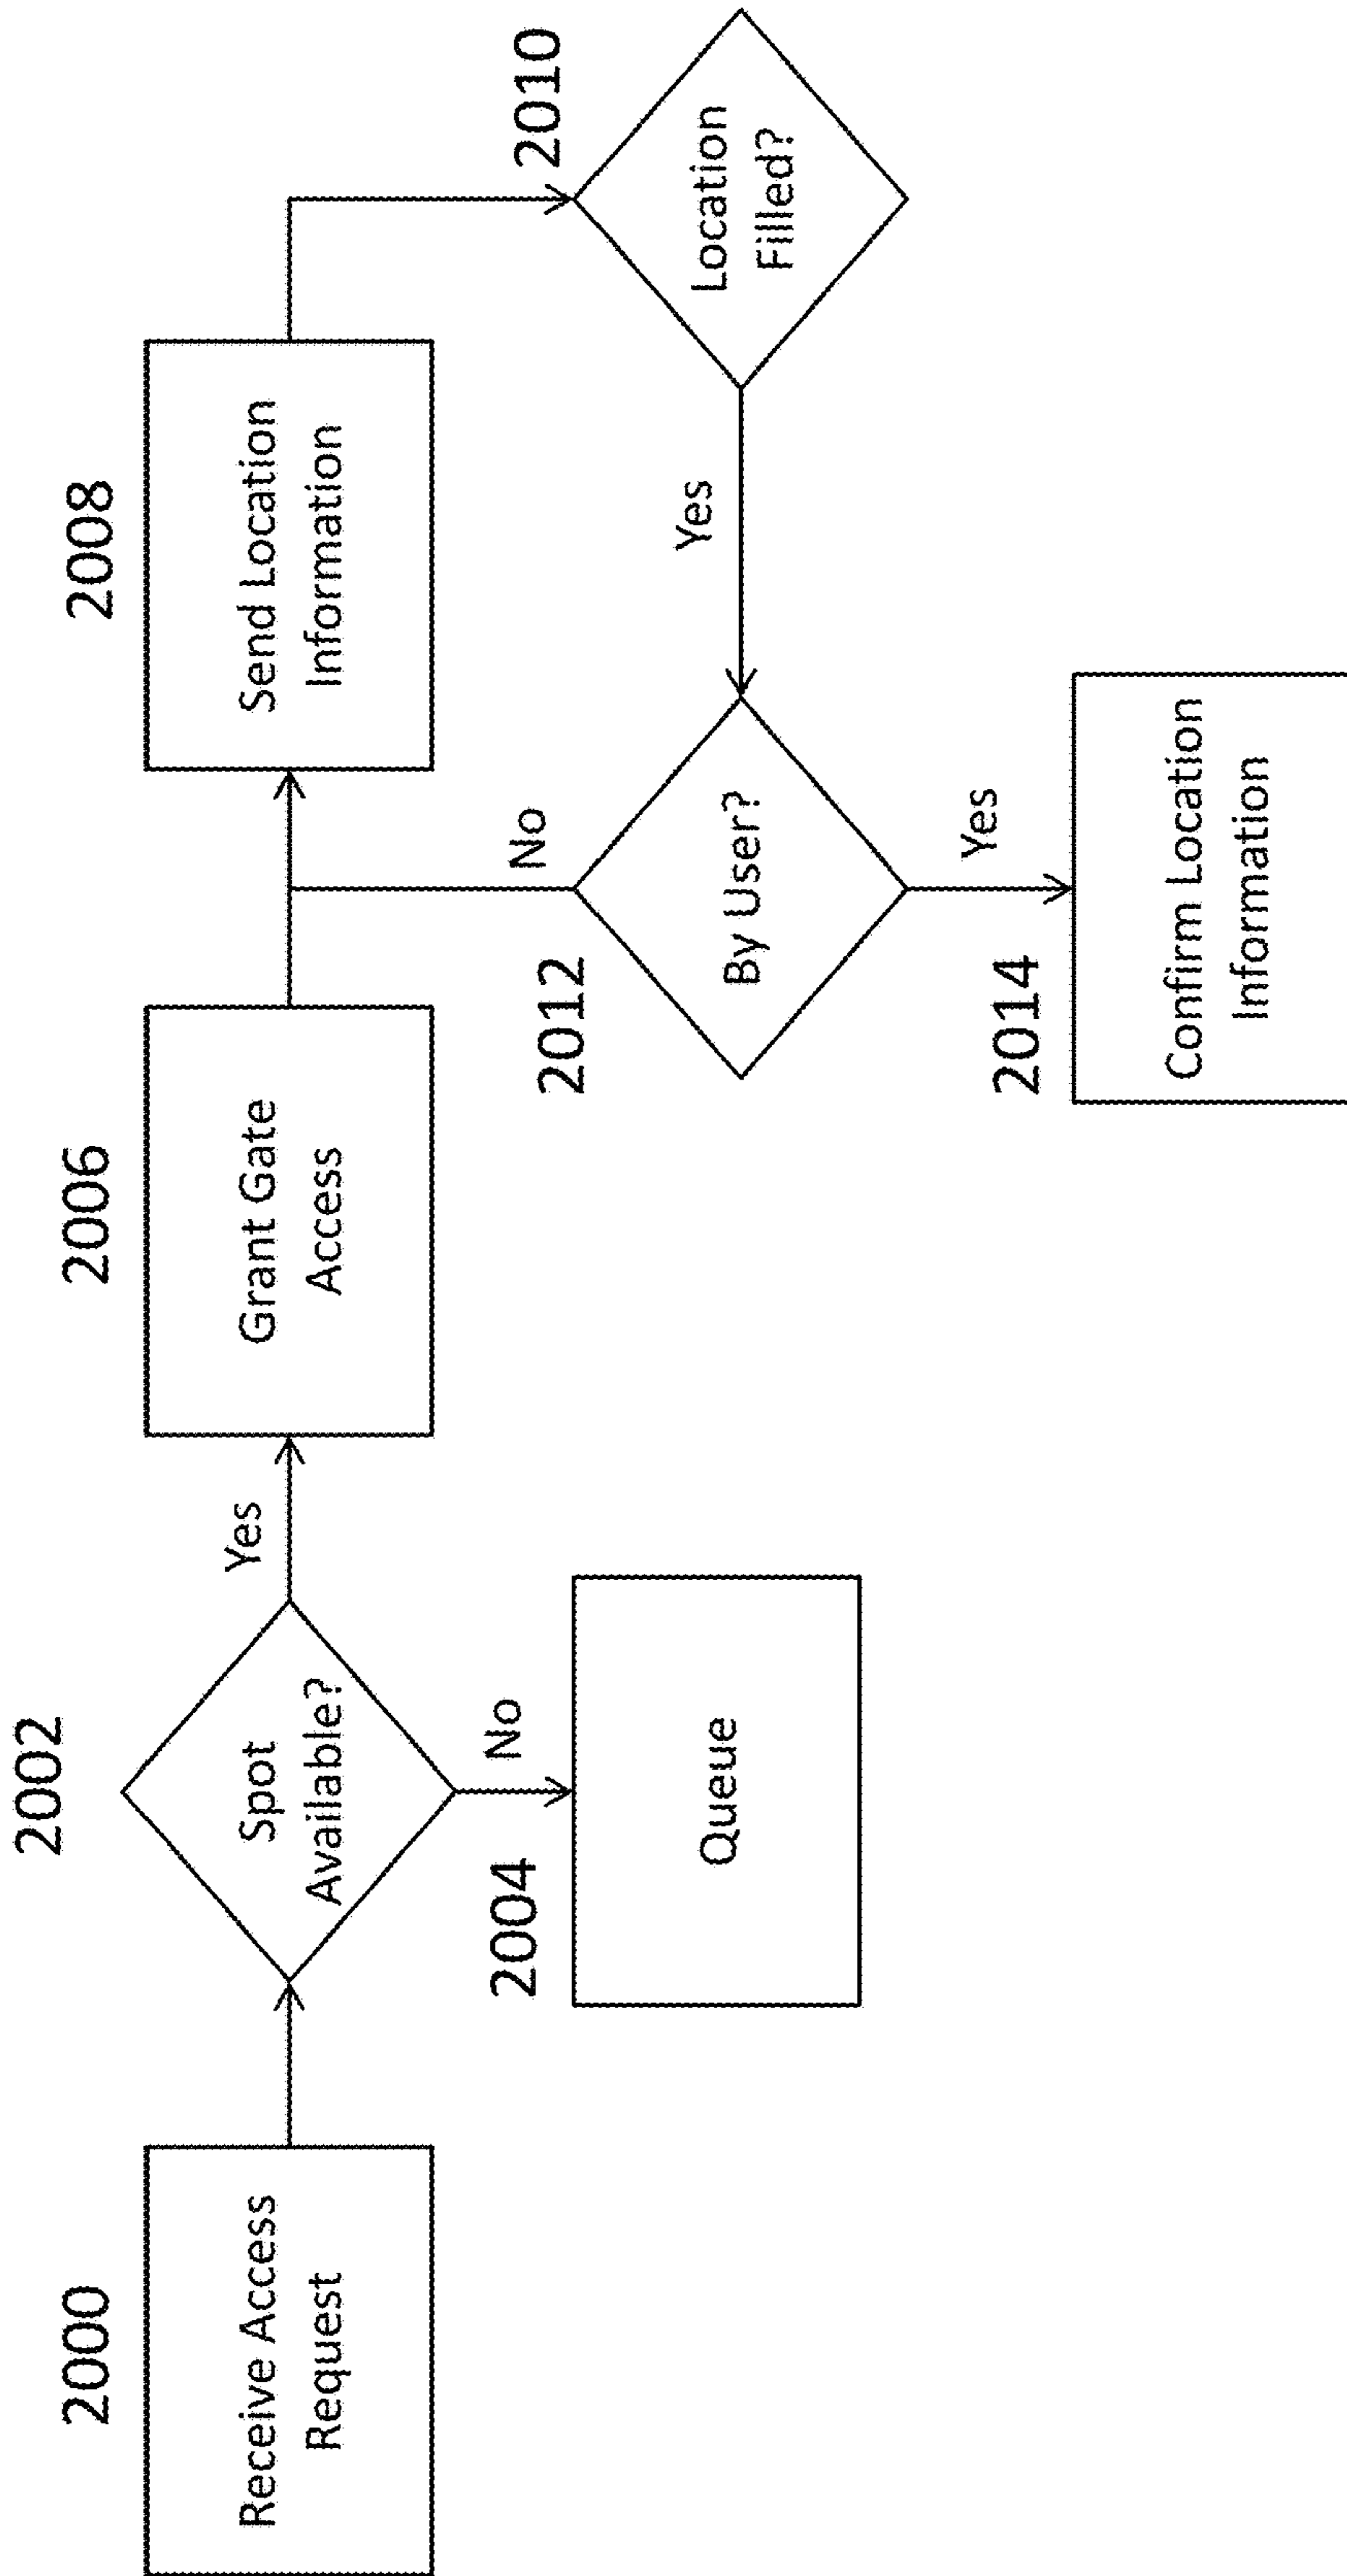 2000
Receive Access
Request
2002
Spot
Available?
Yes
No
2004
Queue
2006
Grant Gate
Access
2008
Send Location
Information
2010
Location
Filled?
Yes
2012
By User?
No
Yes
2014
Confirm Location
Information